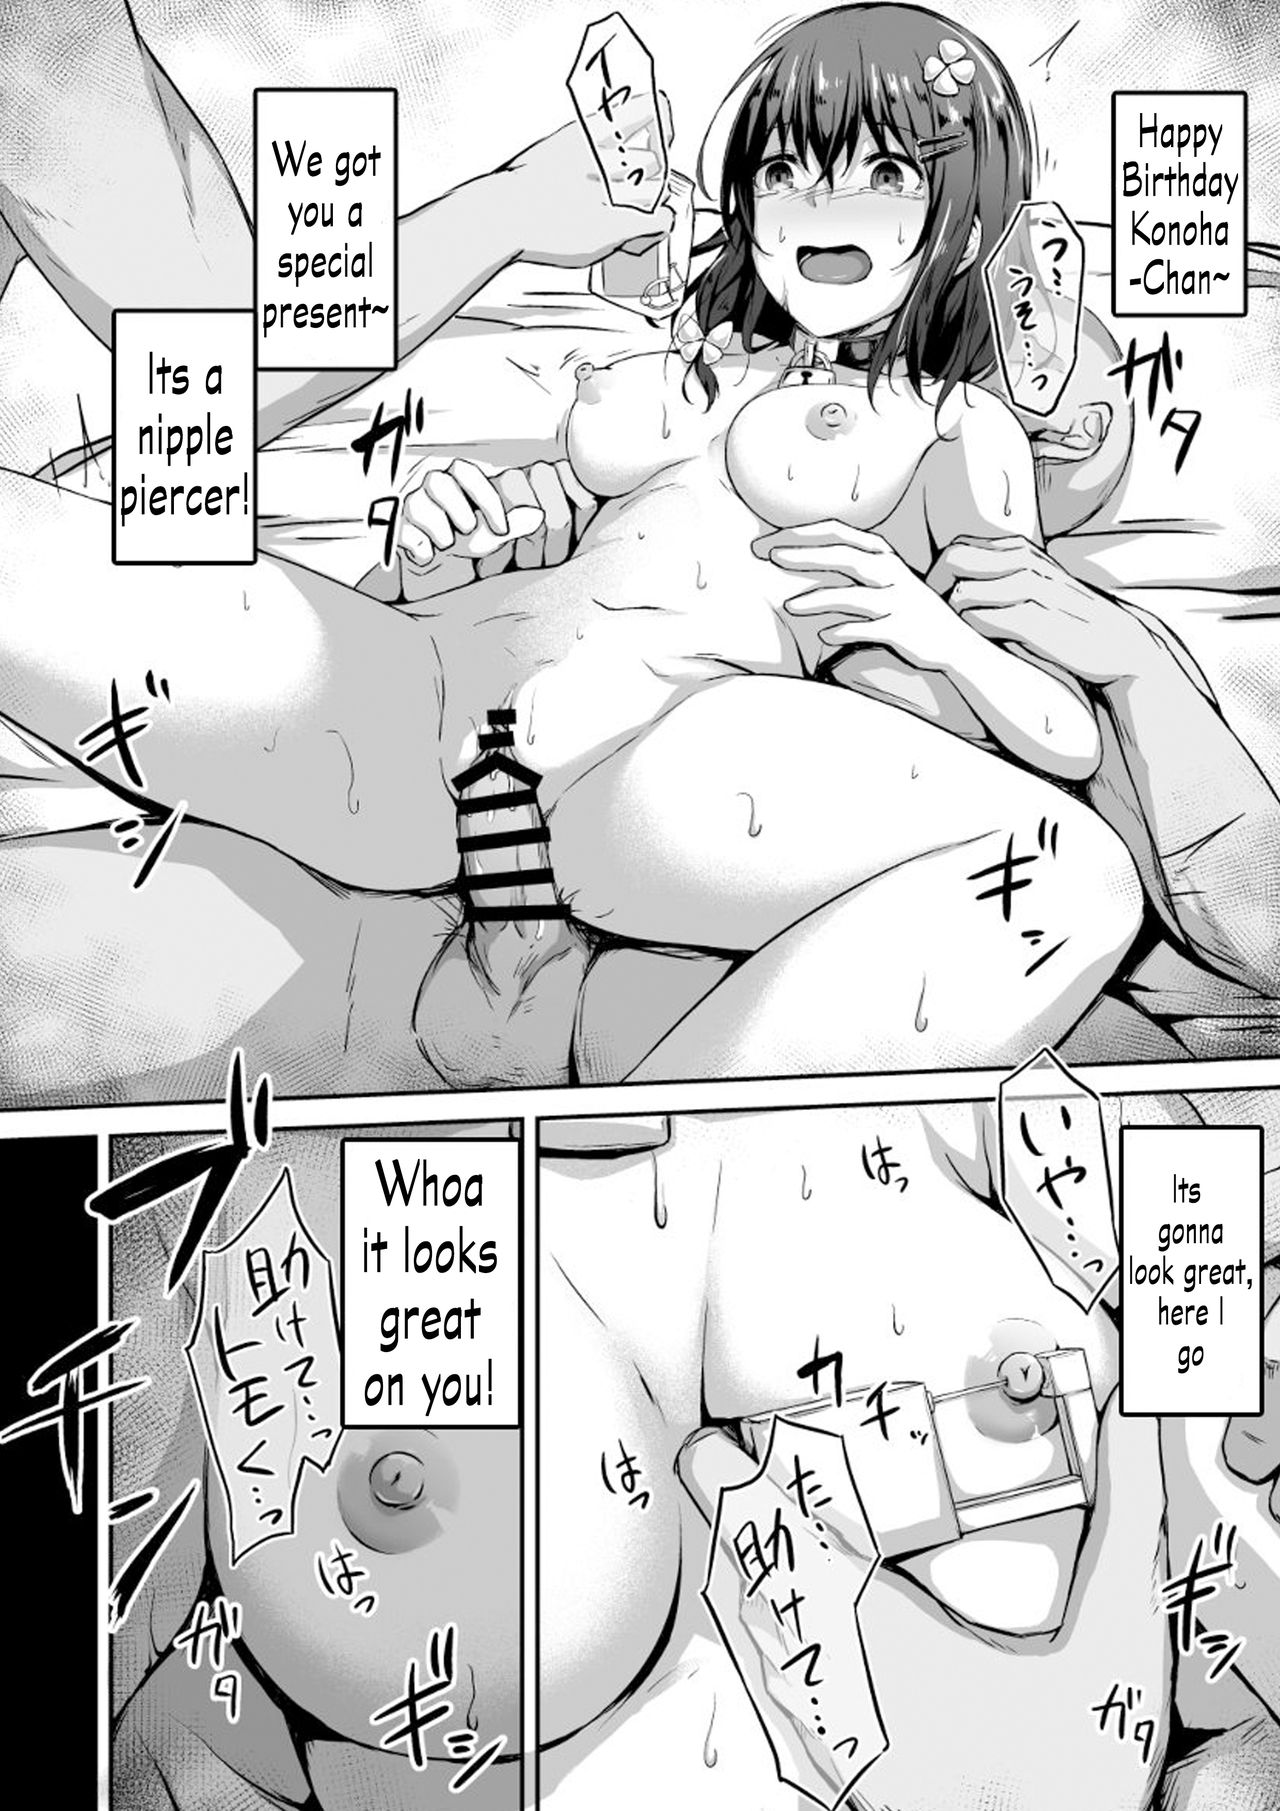 Happy
Birthday
Konoha
-Chan~
We got
you a
special
present~
Its a
nipple
piercer!
イヤ…っ
うっ…
うそ…っ
ガタ
ガタ
ギシ
ギシ
Its
gonna
look great,
here I
go
いや…っ
はっ
カチッ
た、
助けて…っ
はっ
ギシ
ガタ
Whoa
it looks
great
on you!
助けて…っ
トモくん…っ
ブチン
はっ
ガタ
ギシ